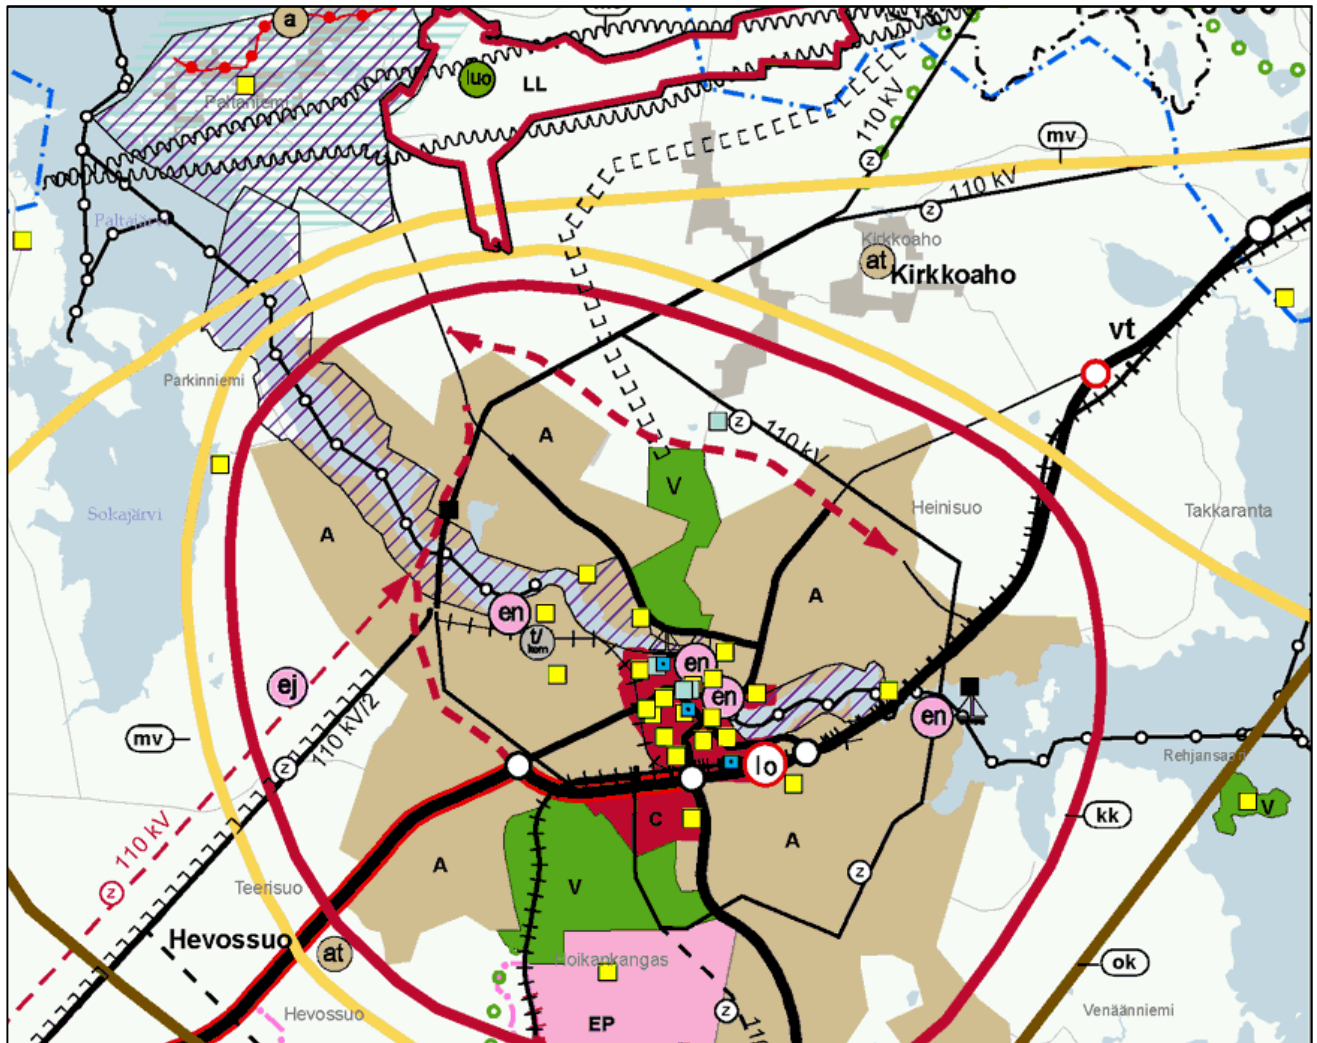 a
luo
LL
Paltaniemi
110 kV
z
mv
110 kV
z
Paltajärvi
Kirkkoaho
at
Kirkkoaho
vt
Parkinniemi
z
110 kV
A
V
Heinisuo
Takkaranta
Sokajärvi
A
A
en
t/
kem
en
en
en
ej
mv
110 kV/2
z
lo
Rehjansaari
V
kk
C
A
110 kV
z
A
V
z
Teerisuo
Hevossuo
at
Koikankangas
ok
Hevossuo
EP
z
Venäänniemi